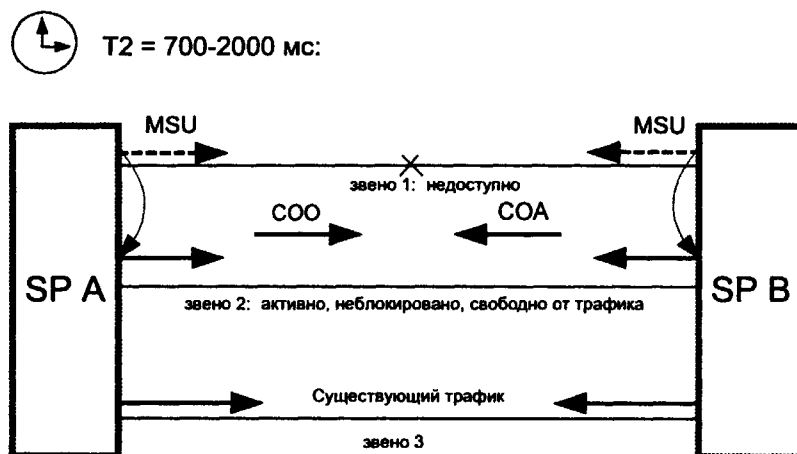 T2 = 700-2000 мс:
MSU MSU
звено 1: недоступно
COO COA
SP A SP B
звено 2: активно, неблокировано, свободно от трафика
Существующий трафик
звено 3